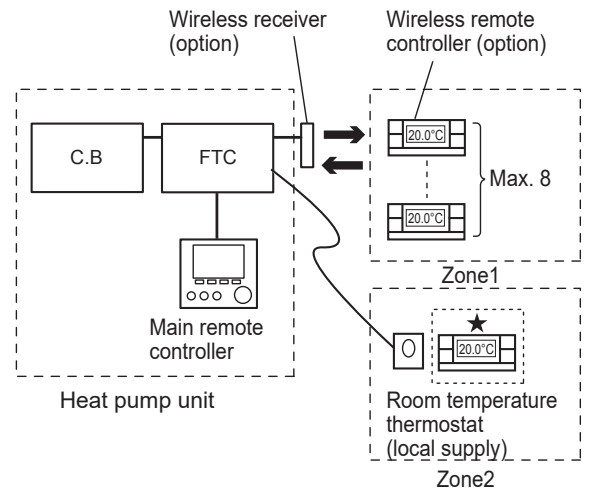 Wireless receiver
(option)
Wireless remote
controller (option)
C.B
FTC
20.0°C
Max. 8
20.0°C
Zone1
Main remote
controller
Heat pump unit
20.0°C
Room temperature
thermostat
(local supply)
Zone2